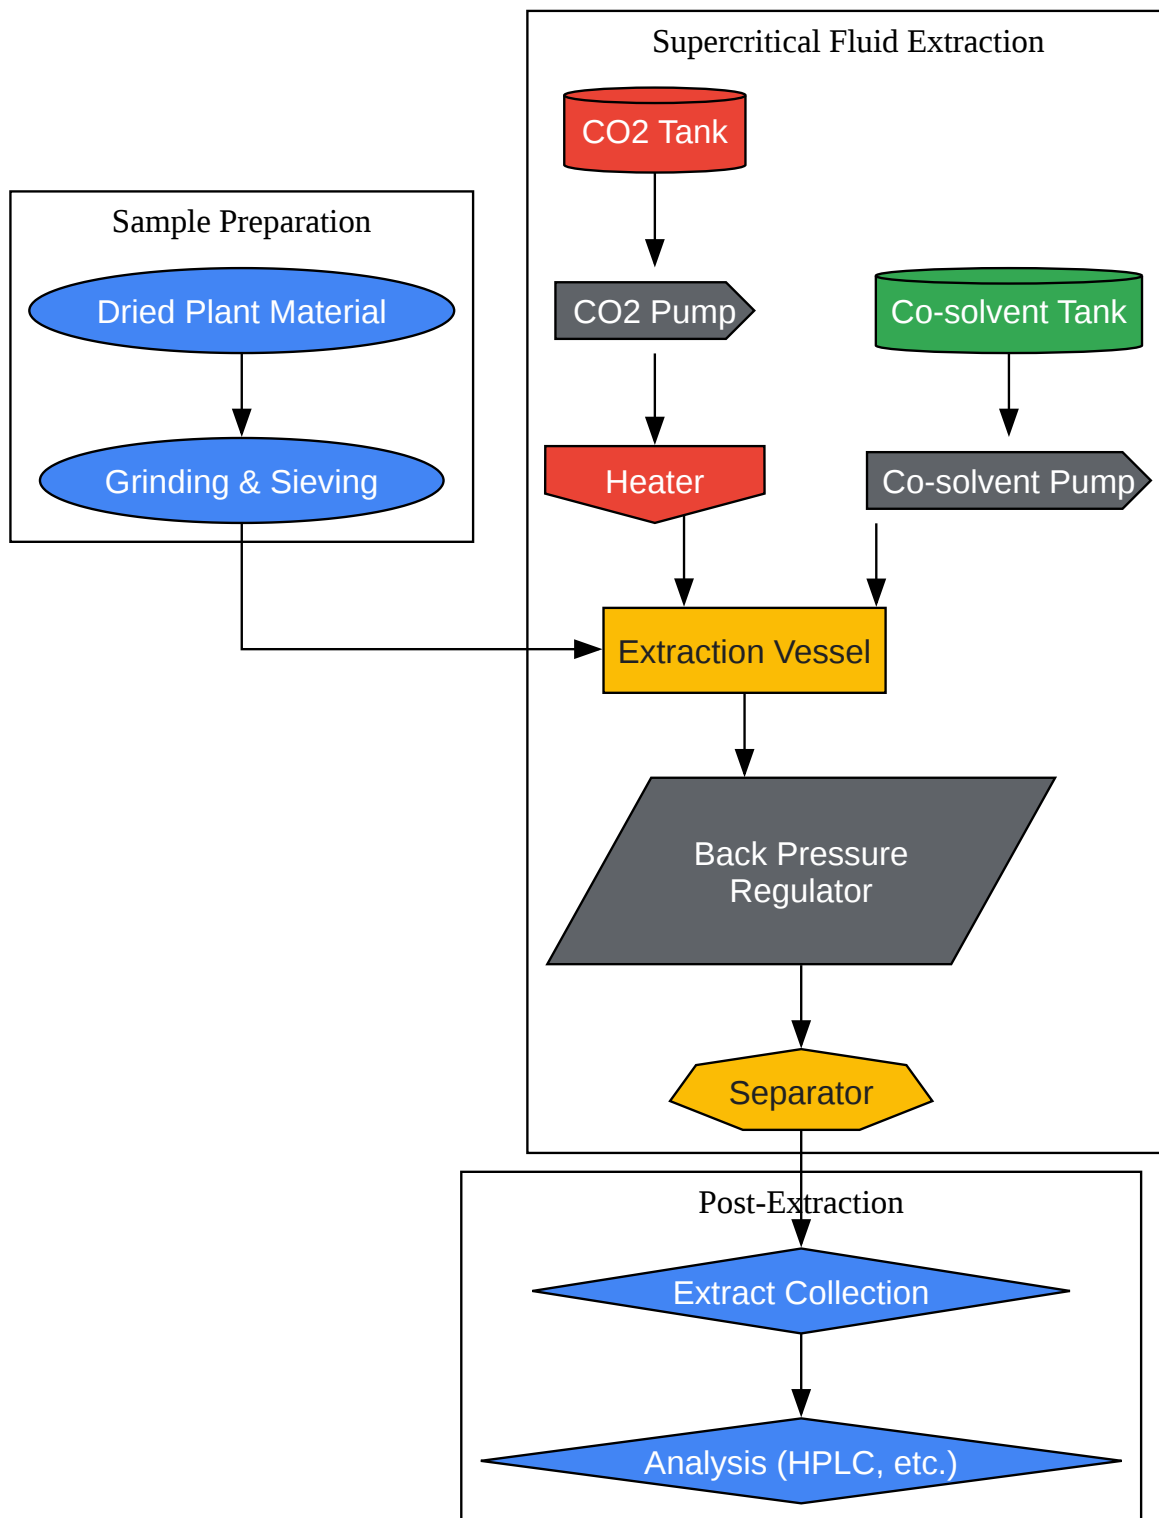 Supercritical Fluid Extraction
CO2 Tank
Sample Preparation
Dried Plant Material
CO2 Pump
Co-solvent Tank
Grinding & Sieving
Heater
Co-solvent Pump
Extraction Vessel
Back Pressure
Regulator
Separator
Post-Extraction
Extract Collection
Analysis (HPLC, etc.)